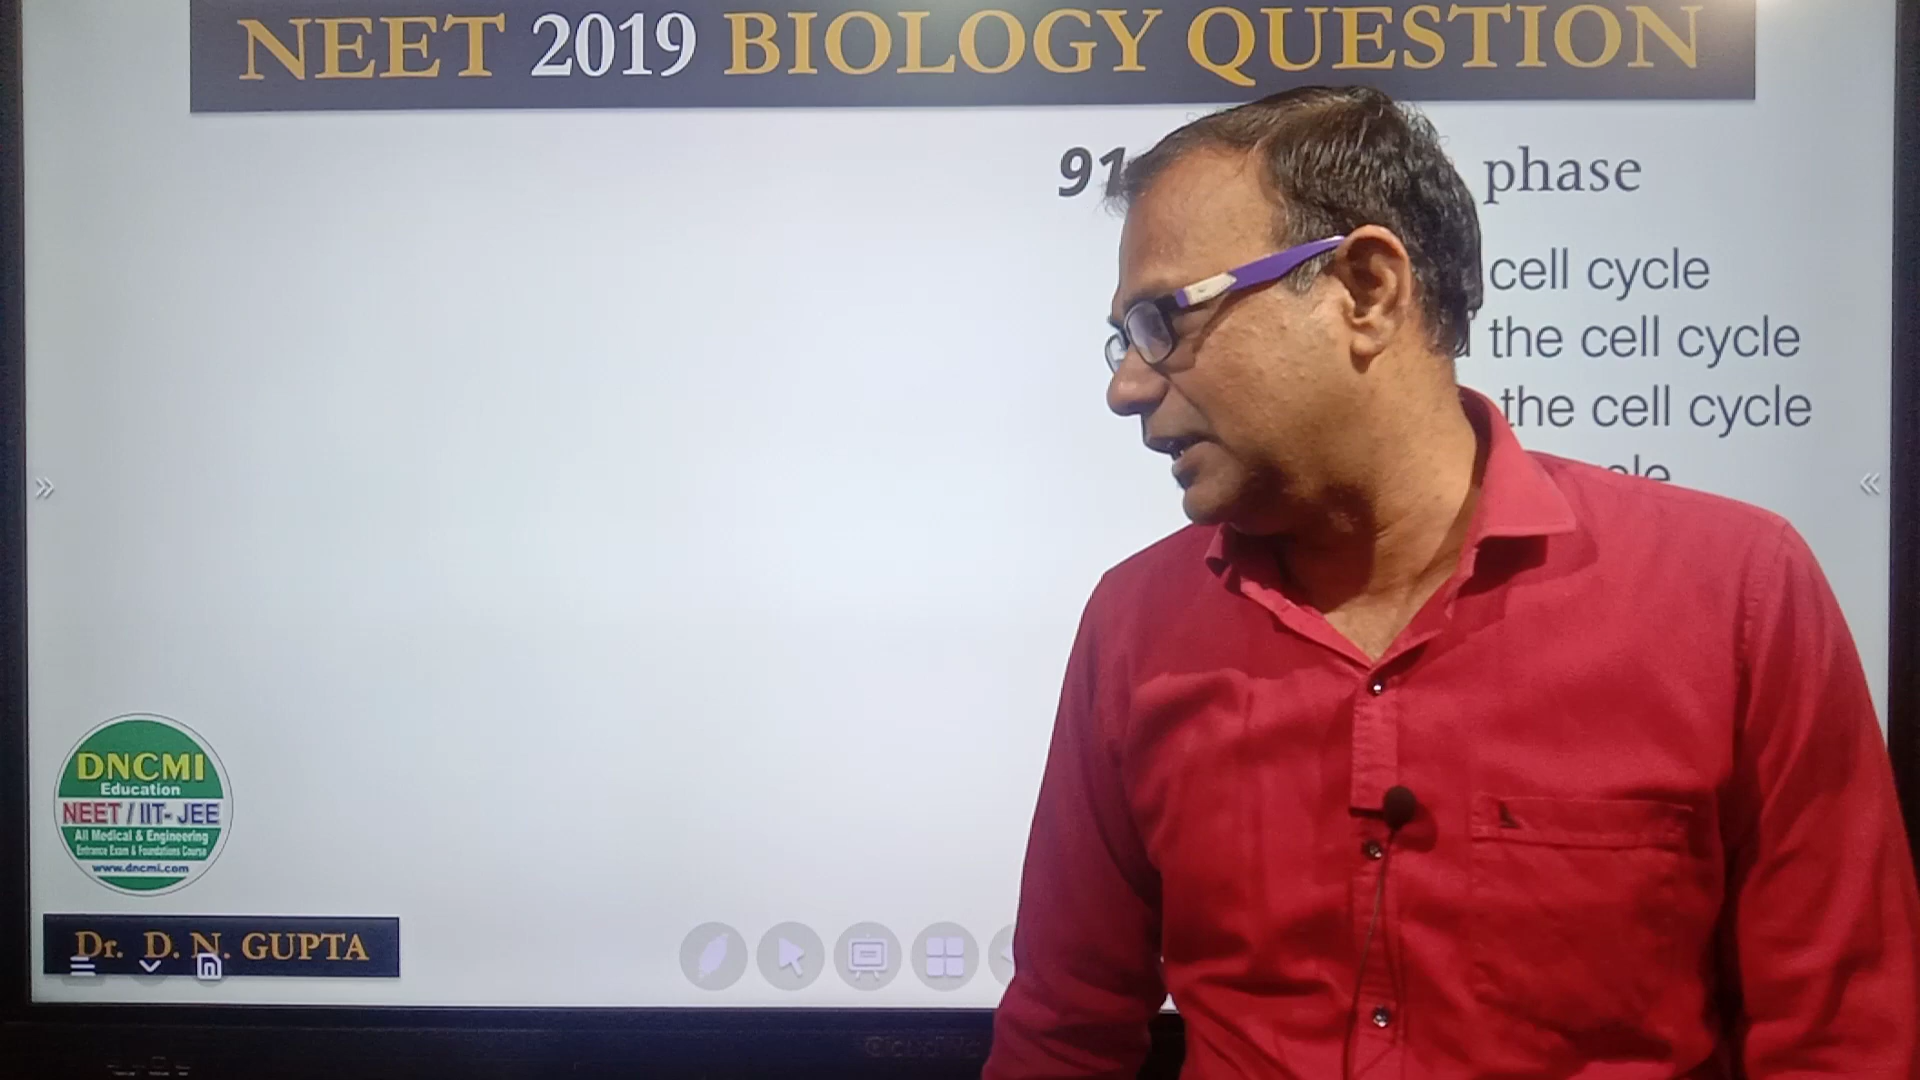 NEET 2019 BIOLOGY QUESTION
91 phase
cell cycle
the cell cycle
the cell cycle
DNCMI
Education
NEET / IIT- JEE
All Medical & Engineering
Entrance Exam & Foundations Course
www.dncmi.com
Dr. D. N. GUPTA